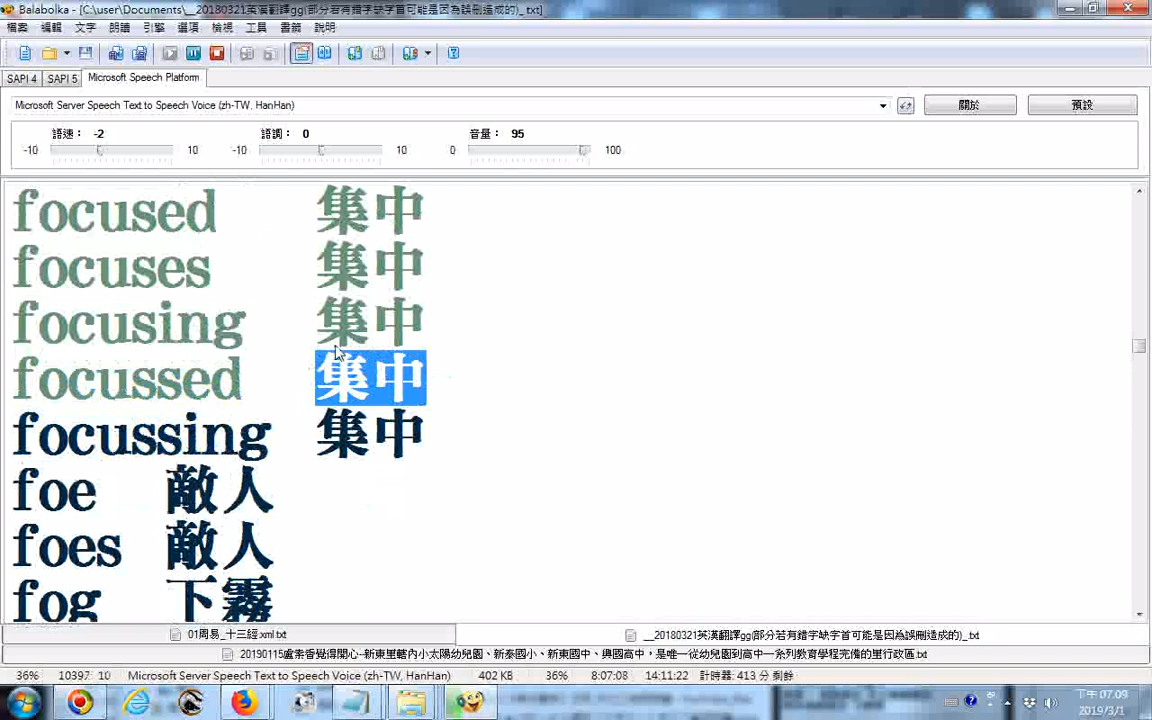 Balabolka - [C:\user\Documents\__20180321英漢翻譯gg(部分若有錯字缺字首可能是因為誤刪造成的)_.txt]
檔案 編輯 文字 朗讀 引擎 選項 檢視 工具 書籤 說明
SAPI 4 SAPI 5 Microsoft Speech Platform
Microsoft Server Speech Text to Speech Voice (zh-TW, HanHan) 關於 預設
語速： -2 語調： 0 音量： 95
-10 10 -10 10 0 100
focused 集中
focuses 集中
focusing 集中
focussed 集中
focussing 集中
foe 敵人
foes 敵人
fog 下霧
01周易_十三經.xml.txt __20180321英漢翻譯gg(部分若有錯字缺字首可能是因為誤刪造成的)_.txt
20190115盧素香覺得開心--新東里轄內小太陽幼兒園、新泰國小、新東國中、興國高中，是唯一從幼兒園到高中一系列教育學程完備的里行政區.txt
36% 10397: 10 Microsoft Server Speech Text to Speech Voice (zh-TW, HanHan) 402 KB 36% 8:07:08 14:11:22 計時器: 413 分 剩餘
下午 07:09
2019/3/1